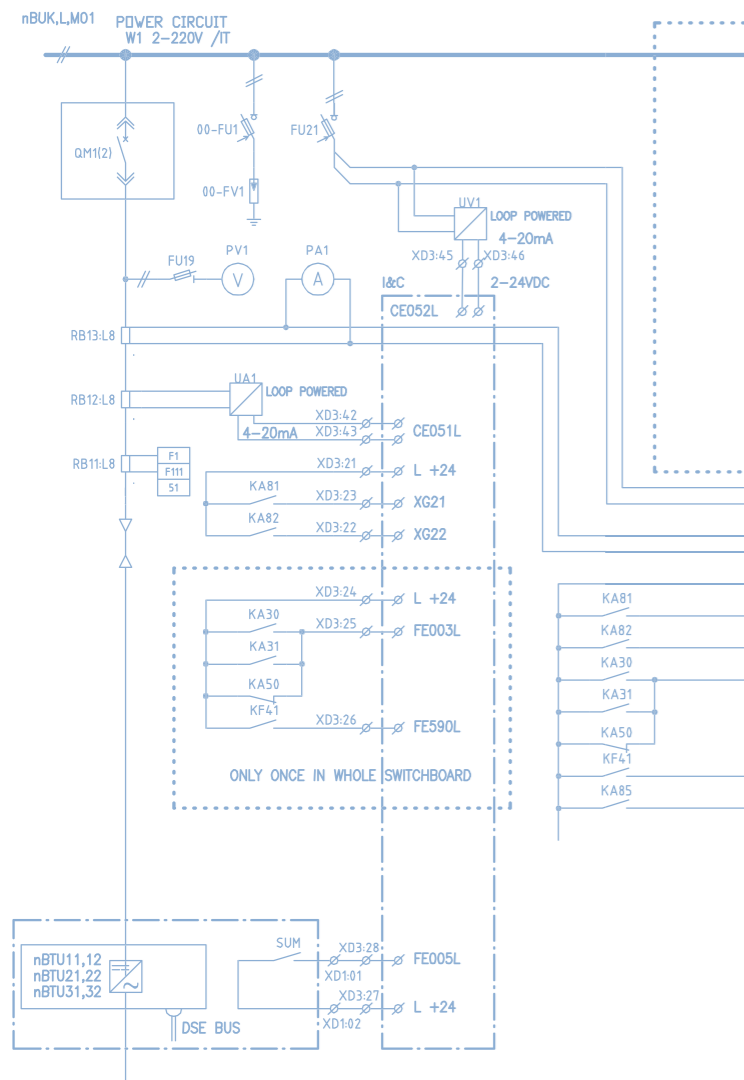 nBUK,L,M01
POWER CIRCUIT
W1 2-220V /IT
QM1(2)
00-FU1
FU21
00-FV1
UV1
LOOP POWERED
4-20mA
XD3:45
XD3:46
FU19
PV1
PA1
V
A
I&C
2-24VDC
CE052L
RB13:L8
UA1
LOOP POWERED
RB12:L8
XD3:42
4-20mA
XD3:43
CE051L
RB11:L8
F1
F111
51
XD3:21
L +24
KA81
XD3:23
XG21
KA82
XD3:22
XG22
XD3:24
L +24
KA30
XD3:25
FE003L
KA31
KA50
KF41
XD3:26
FE590L
ONLY ONCE IN WHOLE SWITCHBOARD
KA81
KA82
KA30
KA31
KA50
KF41
KA85
nBTU11,12
nBTU21,22
nBTU31,32
SUM
XD3:28
FE005L
XD1:01
XD3:27
L +24
XD1:02
DSE BUS